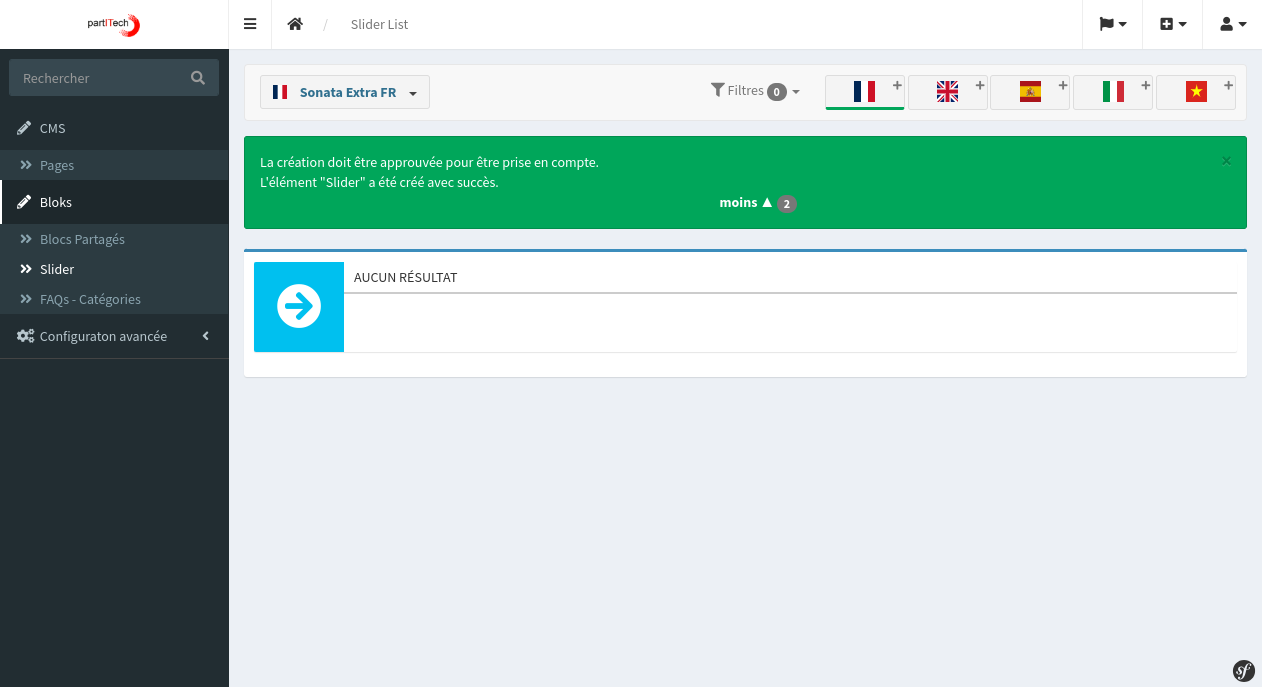 partITech
Slider List
Rechercher
CMS
Pages
Bloks
Blocs Partagés
Slider
FAQs - Catégories
Configuraton avancée
Sonata Extra FR
Filtres 0
La création doit être approuvée pour être prise en compte.
L'élément "Slider" a été créé avec succès.
moins ▲ 2
AUCUN RÉSULTAT
sf